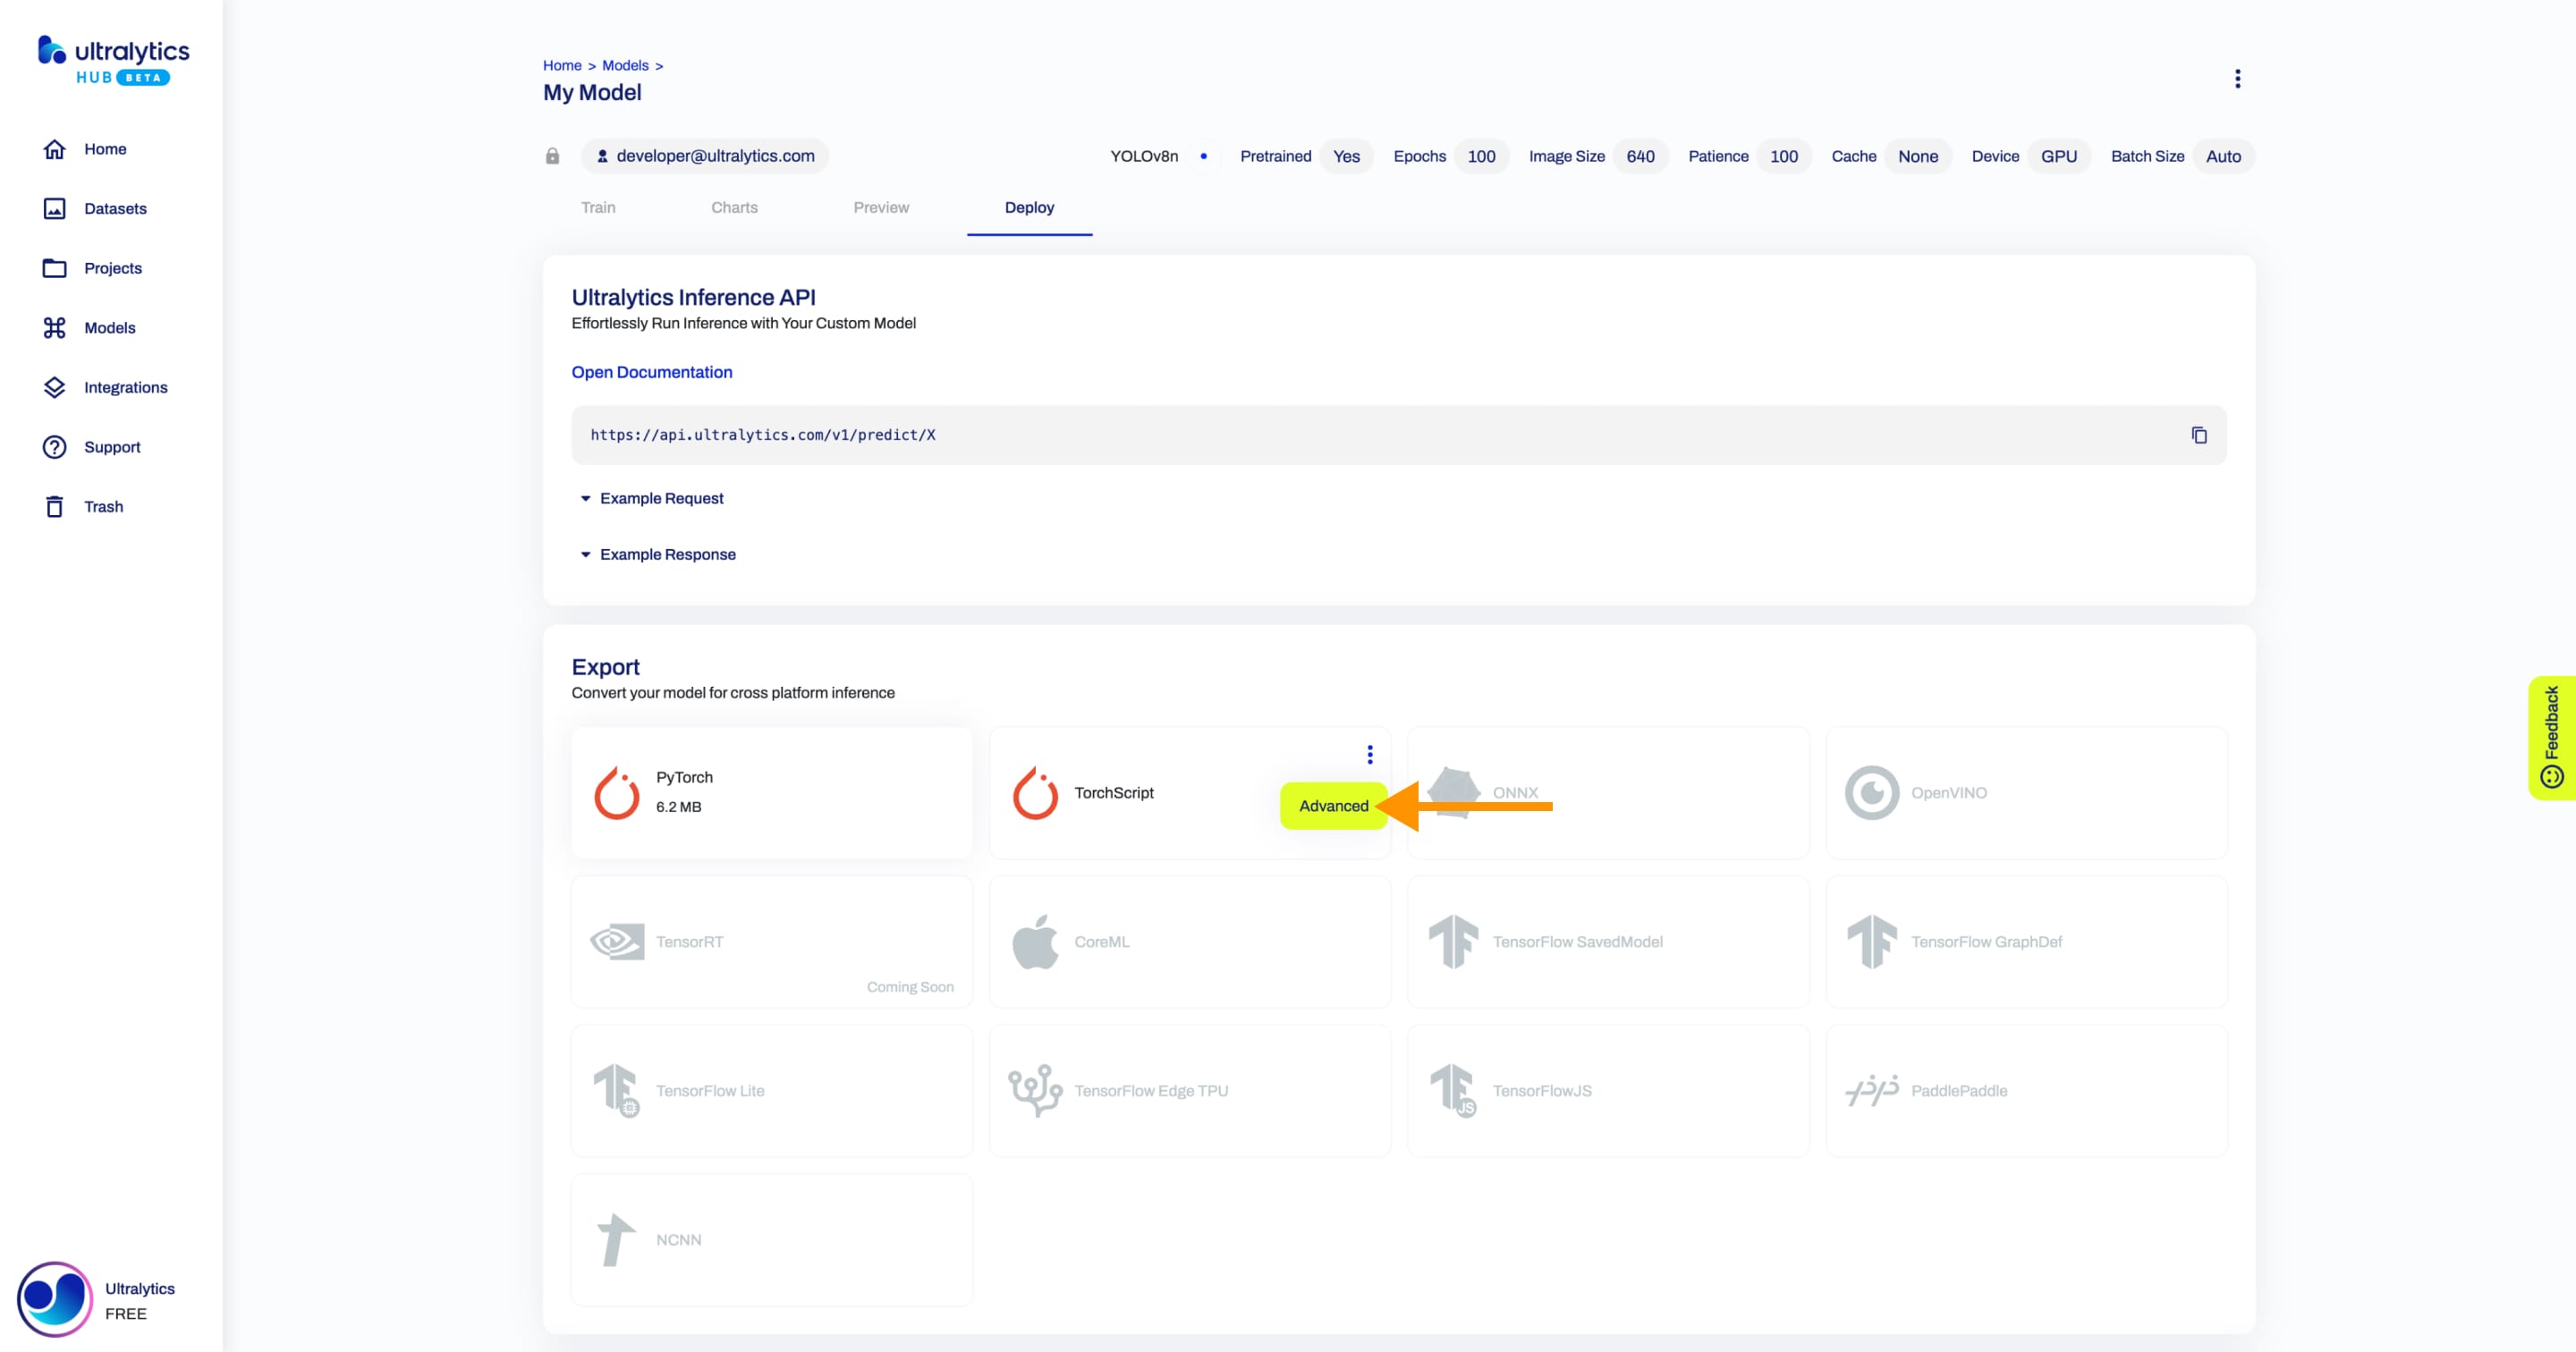 ultralytics
HUB BETA
Home
Datasets
Projects
Models
Integrations
Support
Trash
Ultralytics
FREE
Home > Models >
My Model
developer@ultralytics.com
YOLOv8n Pretrained Yes Epochs 100 Image Size 640 Patience 100 Cache None Device GPU Batch Size Auto
Train Charts Preview Deploy
Ultralytics Inference API
Effortlessly Run Inference with Your Custom Model
Open Documentation
https://api.ultralytics.com/v1/predict/X
Example Request
Example Response
Export
Convert your model for cross platform inference
PyTorch
6.2 MB
TorchScript
Advanced
ONNX
OpenVINO
TensorRT
Coming Soon
CoreML
TensorFlow SavedModel
TensorFlow GraphDef
TensorFlow Lite
TensorFlow Edge TPU
JS
TensorFlowJS
PaddlePaddle
NCNN
Feedback